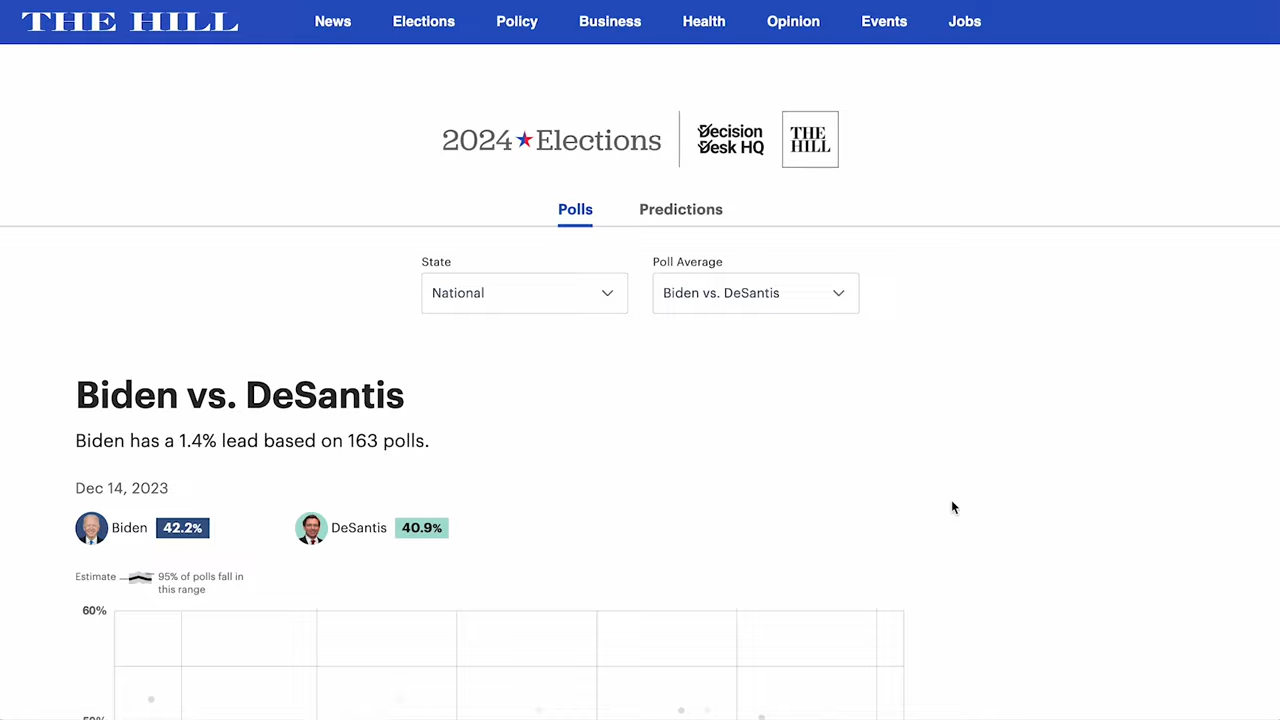 THE HILL
News Elections Policy Business Health Opinion Events Jobs
2024 Elections
Decision
Desk HQ
THE
HILL
Polls Predictions
State
National
Poll Average
Biden vs. DeSantis
Biden vs. DeSantis
Biden has a 1.4% lead based on 163 polls.
Dec 14, 2023
Biden 42.2% DeSantis 40.9%
Estimate 95% of polls fall in
this range
60%
50%